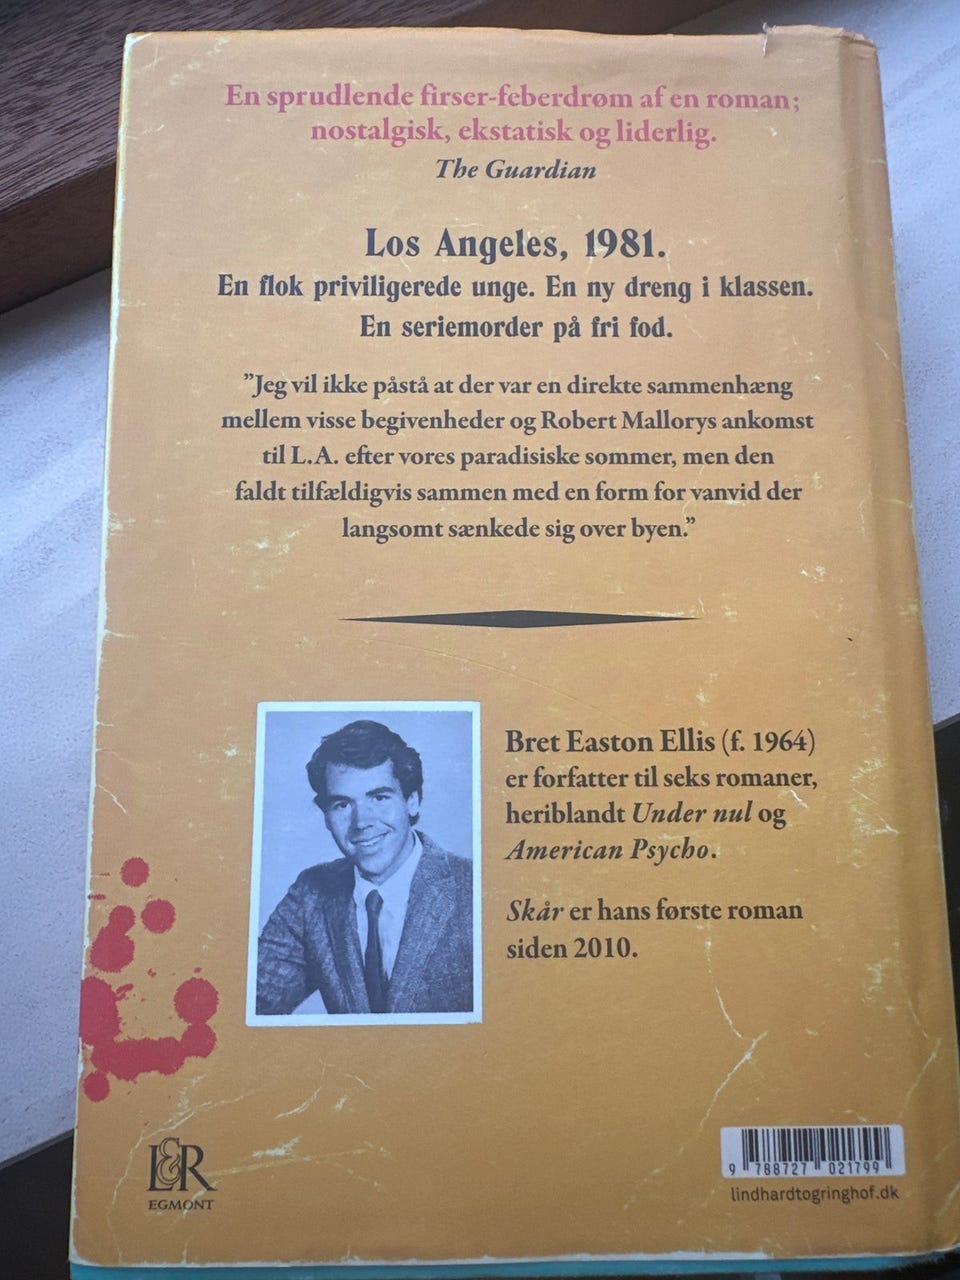 En sprudlende firser-feberdrøm af en roman;
nostalgisk, ekstatisk og liderlig.
The Guardian
Los Angeles, 1981.
En flok priviligerede unge. En ny dreng i klassen.
En seriemorder på fri fod.
”Jeg vil ikke påstå at der var en direkte sammenhæng
mellem visse begivenheder og Robert Mallorys ankomst
til L.A. efter vores paradisiske sommer, men den
faldt tilfældigvis sammen med en form for vanvid der
langsomt sænkede sig over byen.”
Bret Easton Ellis (f. 1964)
er forfatter til seks romaner,
heriblandt Under nul og
American Psycho.
Skår er hans første roman
siden 2010.
L&R
EGMONT
9 788727 021799
lindhardtogringhof.dk